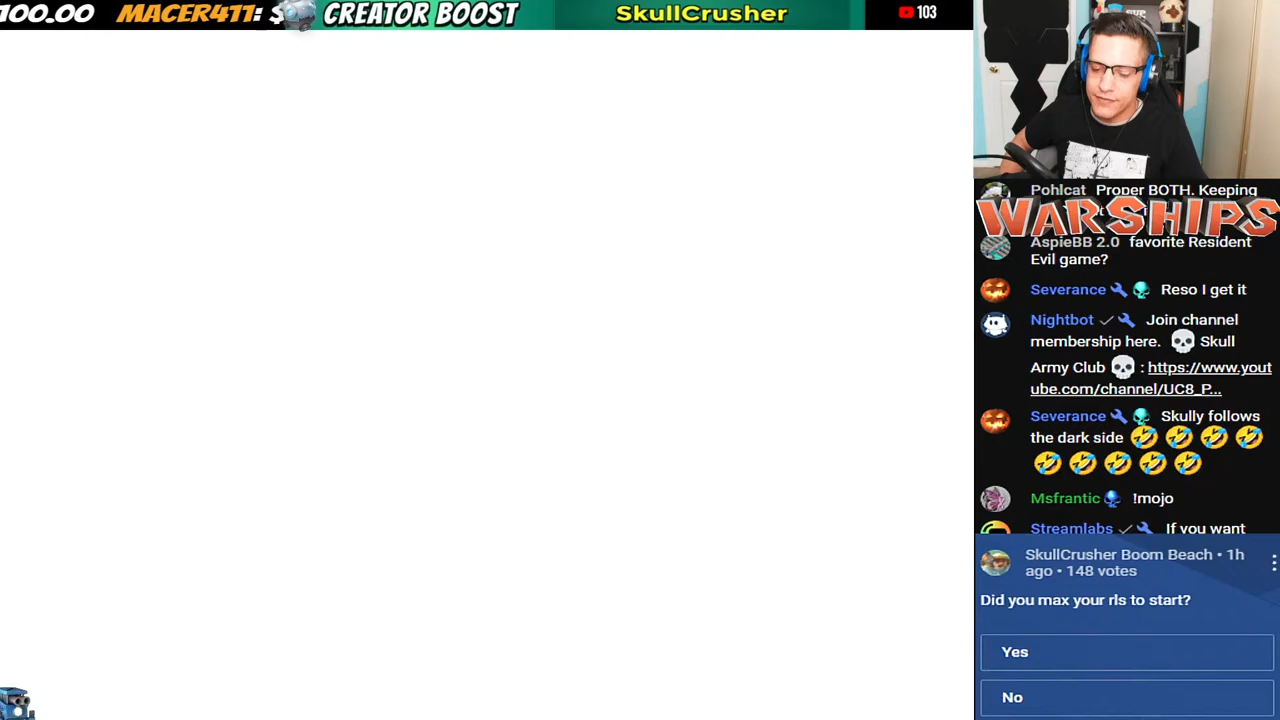 100.00 MACER411: $ CREATOR BOOST SkullCrusher 103
Pohlcat Proper BOTH. Keeping
WARSHIPS
AspieBB 2.0 favorite Resident
Evil game?
Severance Reso I get it
Nightbot Join channel
membership here. Skull
Army Club : https://www.yout
ube.com/channel/UC8_P...
Severance Skully follows
the dark side
Msfrantic !mojo
Streamlabs If you want
SkullCrusher Boom Beach • 1h
ago • 148 votes
Did you max your rls to start?
Yes
No